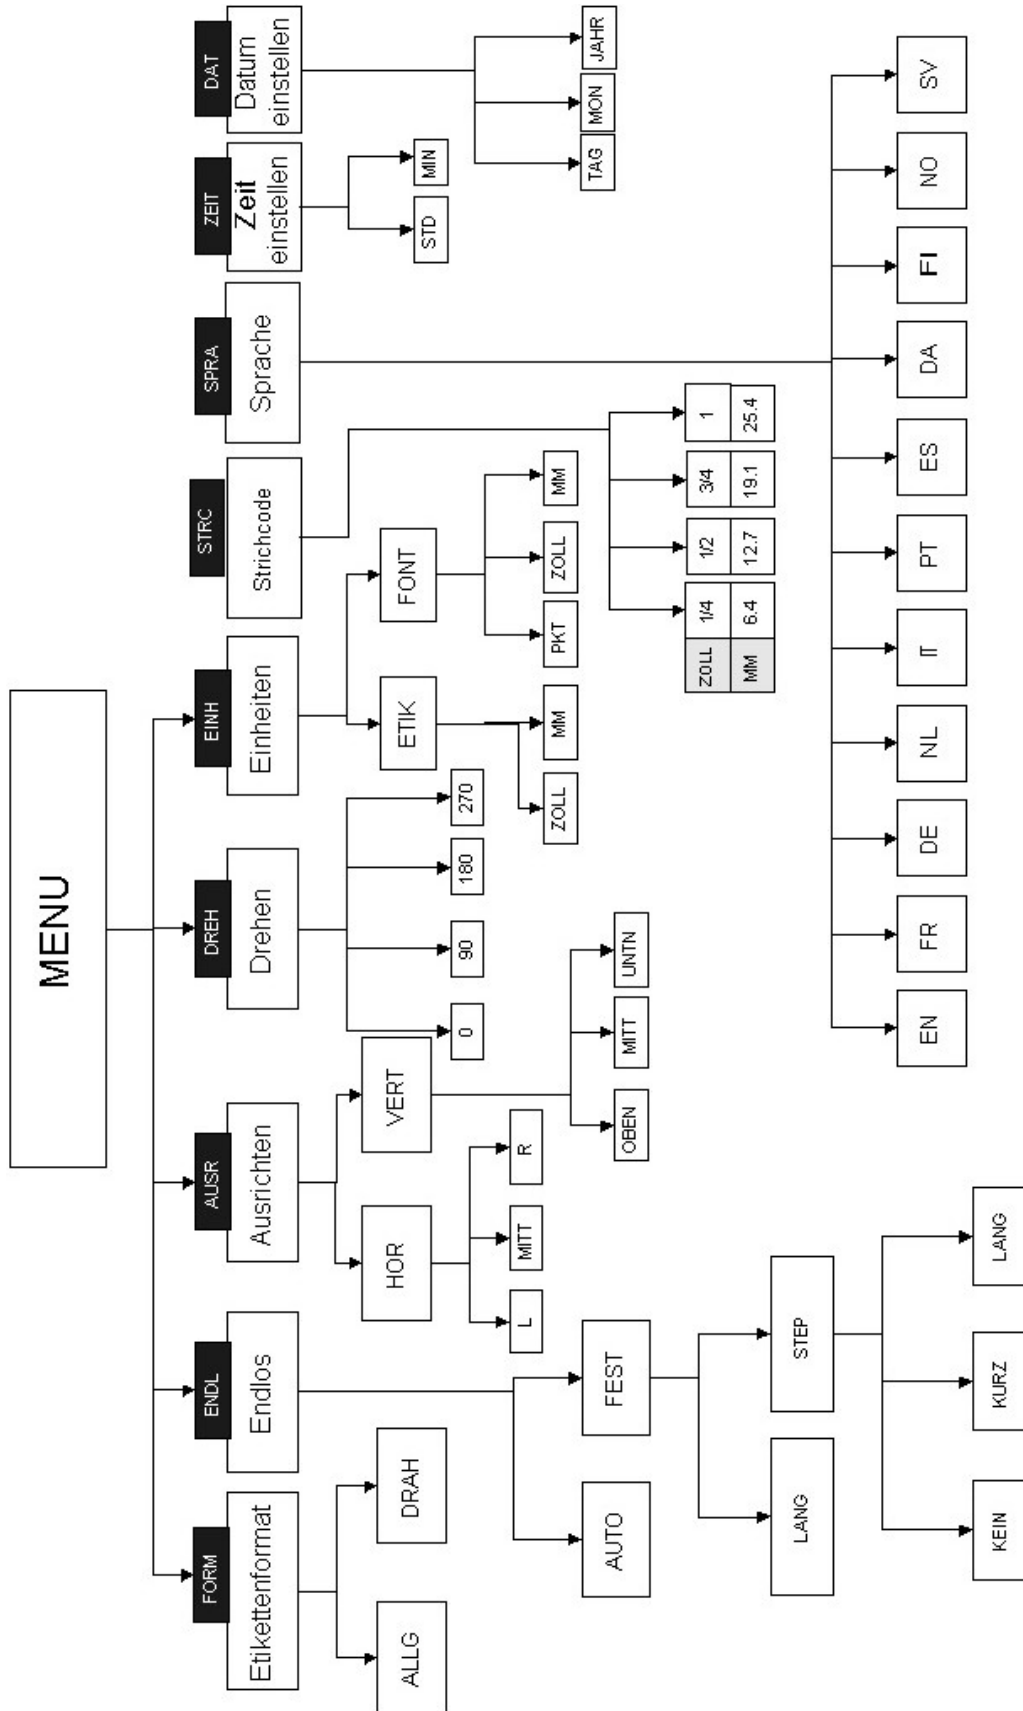 MENU
FORM
Etikettenformat
ALLG
DRAH
ENDL
Endlos
AUTO
FEST
LANG
STEP
KEIN
KURZ
LANG
AUSR
Ausrichten
HOR
L
MITT
R
VERT
OBEN
MITT
UNTN
DREH
Drehen
0
90
180
270
EINH
Einheiten
ETIK
ZOLL
MM
FONT
PKT
ZOLL
MM
STRC
Strichcode
ZOLL 1/4 1/2 3/4 1
MM 6.4 12.7 19.1 25.4
SPRA
Sprache
EN
FR
DE
NL
IT
PT
ES
DA
FI
NO
SV
ZEIT
Zeit
einstellen
STD
MIN
DAT
Datum
einstellen
TAG
MON
JAHR